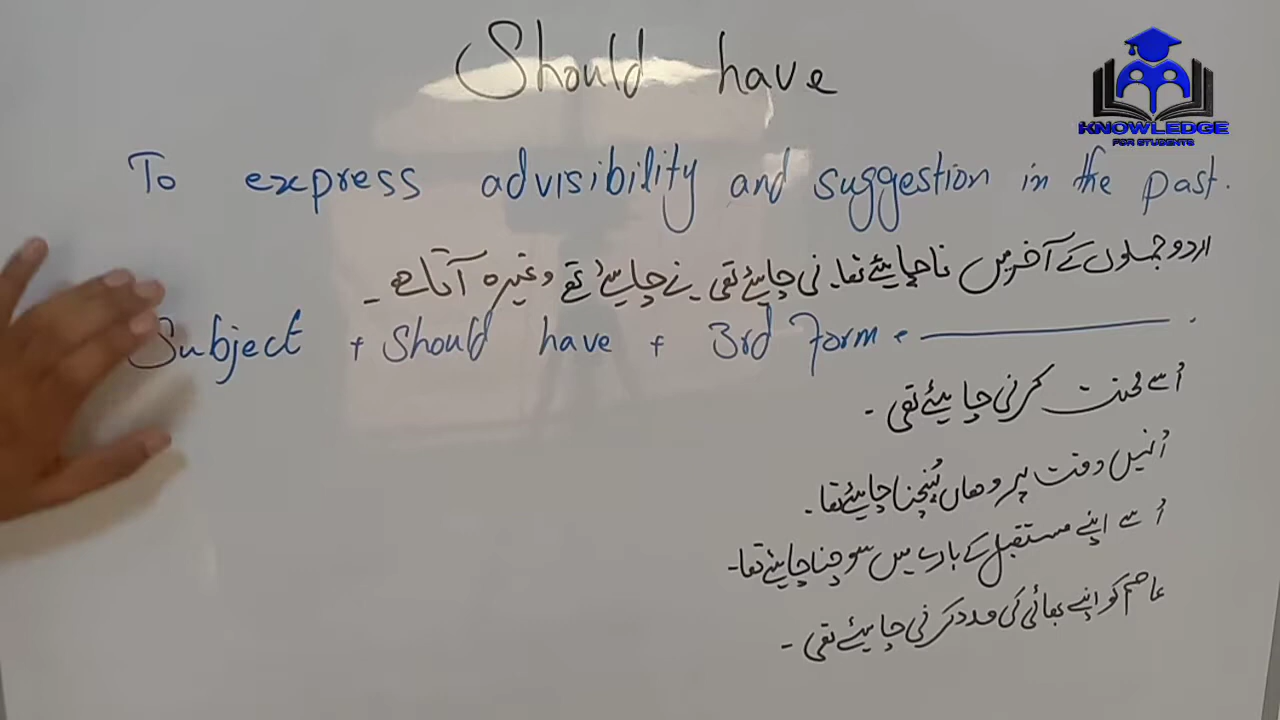 Should have
KNOWLEDGE
FOR STUDENTS
To express advisibility and suggestion in the past.
اردو جملوں کے آخر میں نا چاہیئے تھا۔ نی چاہیئے تھی۔ نے چاہیئے تھے وغیرہ آتا ہے۔
Subject + Should have + 3rd Form + ———.
اُسے محنت کرنی چاہیئے تھی۔
اُنہیں وقت پر وہاں پہُنچنا چاہیئے تھا۔
اُسے اپنے مستقبل کے بارے میں سوچنا چاہیئے تھا۔
عاصم کو اپنے بھائی کی مدد کرنی چاہیئے تھی۔